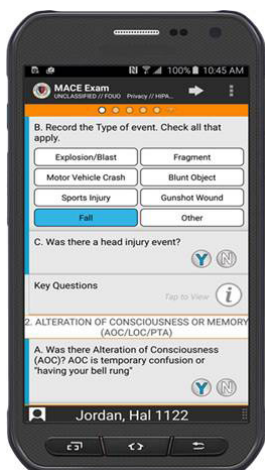 100% 10:45 AM
MACE Exam
UNCLASSIFIED // FOUO Privacy // HIPA...
B. Record the Type of event. Check all that
apply.
Explosion/Blast Fragment
Motor Vehicle Crash Blunt Object
Sports Injury Gunshot Wound
Fall Other
C. Was there a head injury event?
Y N
Key Questions
Tap to View i
2. ALTERATION OF CONSCIOUSNESS OR MEMORY
(AOC/LOC/PTA)
A. Was there Alteration of Consciousness
(AOC)? AOC is temporary confusion or
"having your bell rung"
Y N
Jordan, Hal 1122